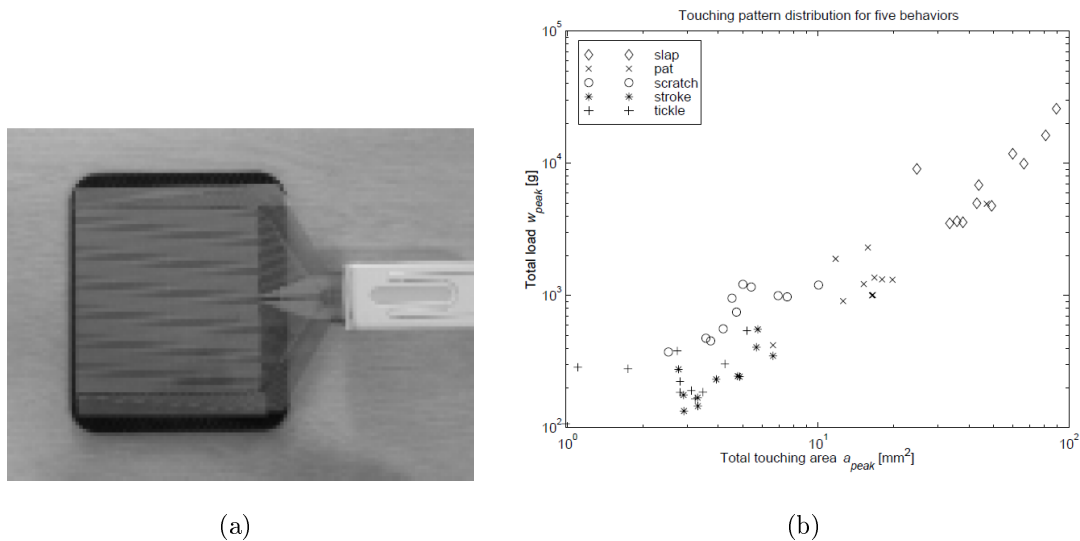 Touching pattern distribution for five behaviors
10^5
slap
pat
scratch
stroke
tickle
10^4
Total load w_peak [g]
10^3
10^2
10^0
10^1
10^2
Total touching area a_peak [mm^2]
(a)
(b)